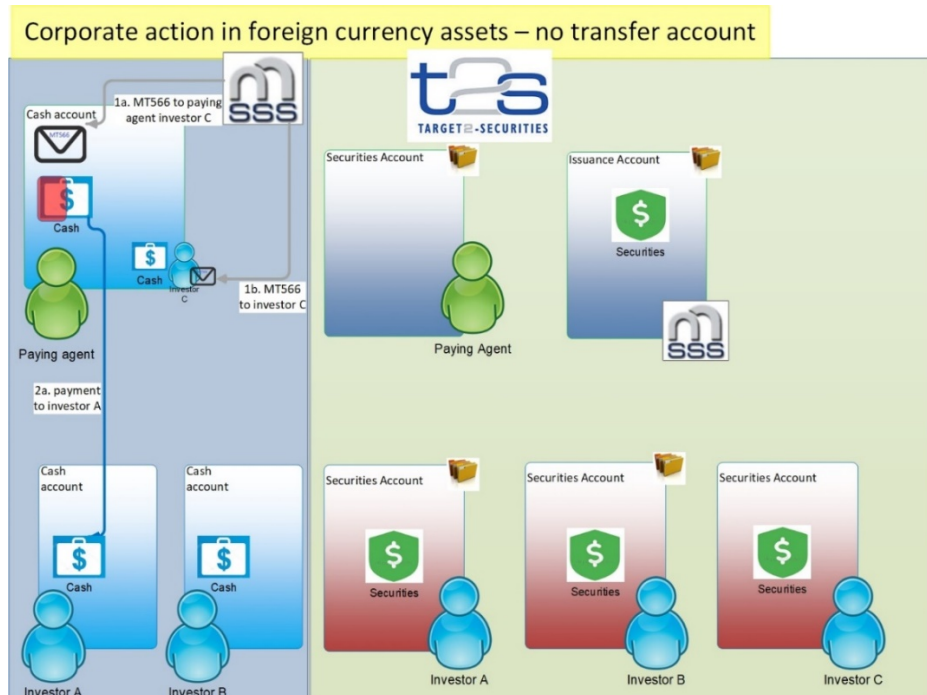 Corporate action in foreign currency assets – no transfer account
1a. MT566 to paying
agent investor C
m
sss
t2s
TARGET2-SECURITIES
Cash account
MT566
$
Cash
$
Cash
Investor
C
1b. MT566
to investor C
Paying agent
2a. payment
to investor A
Securities Account
Paying Agent
Issuance Account
$
Securities
m
sss
Cash
account
$
Cash
Investor A
Cash
account
$
Cash
Investor B
Securities Account
$
Securities
Investor A
Securities Account
$
Securities
Investor B
Securities Account
$
Securities
Investor C